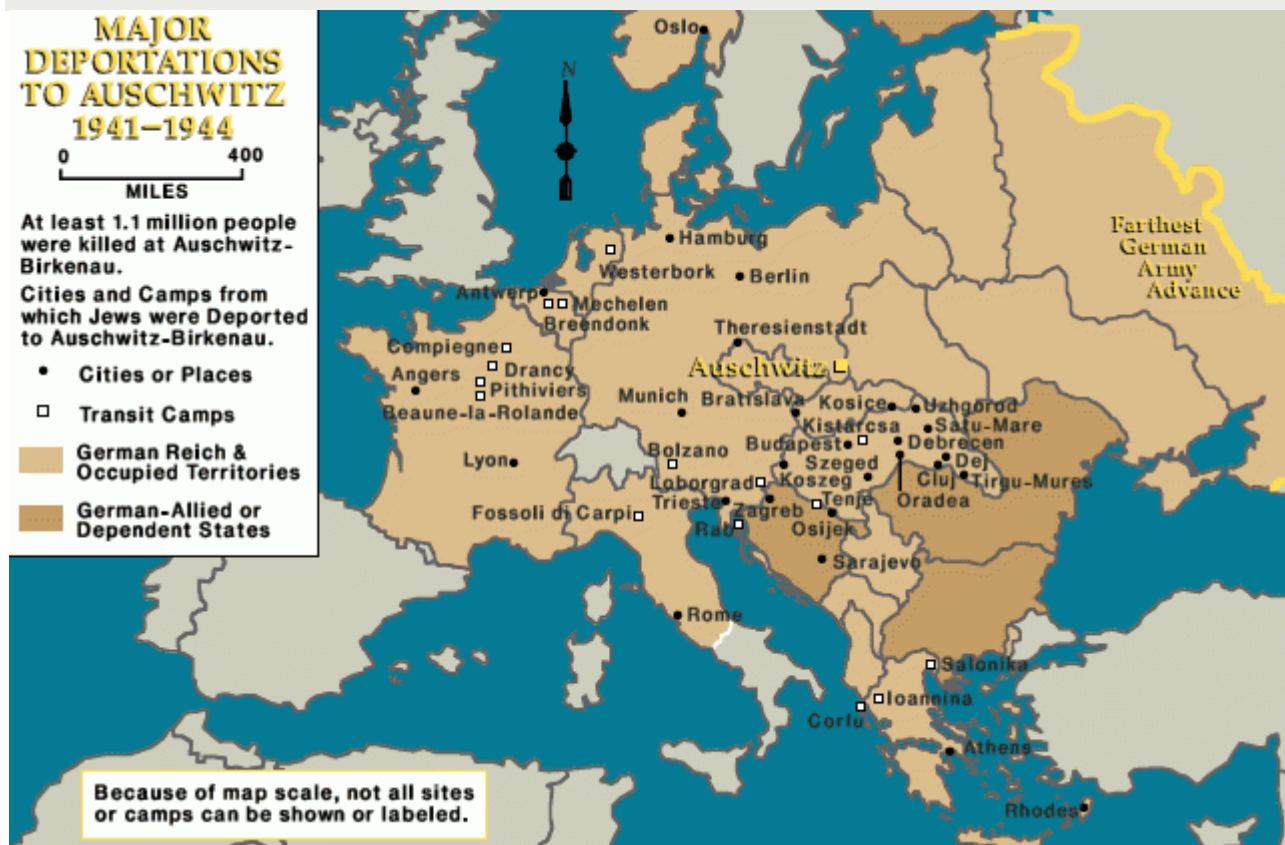 MAJOR
DEPORTATIONS
TO AUSCHWITZ
1941–1944
0 400
MILES
At least 1.1 million people
were killed at Auschwitz-
Birkenau.
Cities and Camps from
which Jews were Deported
to Auschwitz-Birkenau.
Cities or Places
Transit Camps
German Reich &
Occupied Territories
German-Allied or
Dependent States
Oslo
N
Farthest
German
Army
Advance
Hamburg
Westerbork
Berlin
Antwerp
Mechelen
Breendonk
Theresienstadt
Compiegne
Auschwitz
Drancy
Angers
Pithiviers
Beaune-la-Rolande
Munich
Bratislava
Kosice
Uzhgorod
Kistarcsa
Satu-Mare
Budapest
Debrecen
Bolzano
Lyon
Szeged
Dej
Koszeg
Cluj
Tirgu-Mures
Loborgrad
Oradea
Trieste
Zagreb
Tenje
Fossoli di Carpi
Rab
Osijek
Sarajevo
Rome
Salonika
Ioannina
Corfu
Athens
Rhodes
Because of map scale, not all sites
or camps can be shown or labeled.